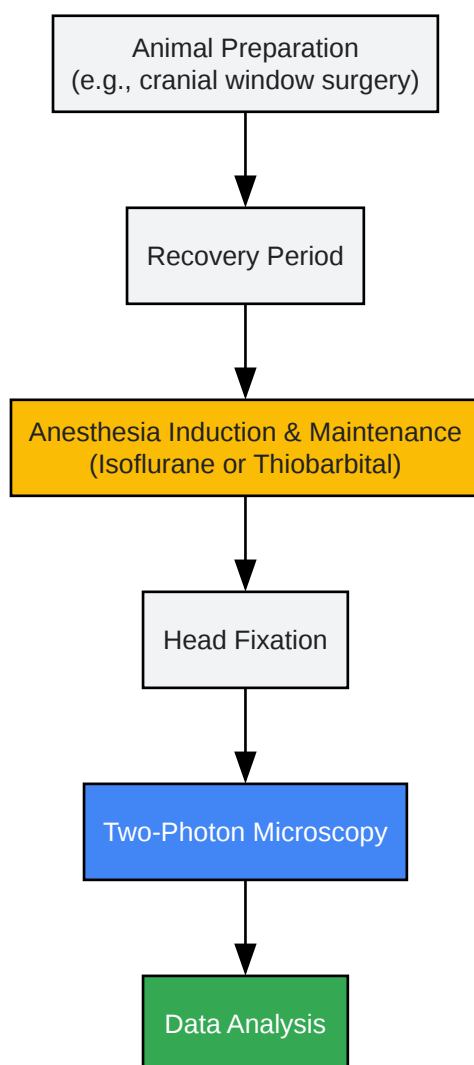 Animal Preparation
(e.g., cranial window surgery)
Recovery Period
Anesthesia Induction & Maintenance
(Isoflurane or Thiobarbital)
Head Fixation
Two-Photon Microscopy
Data Analysis